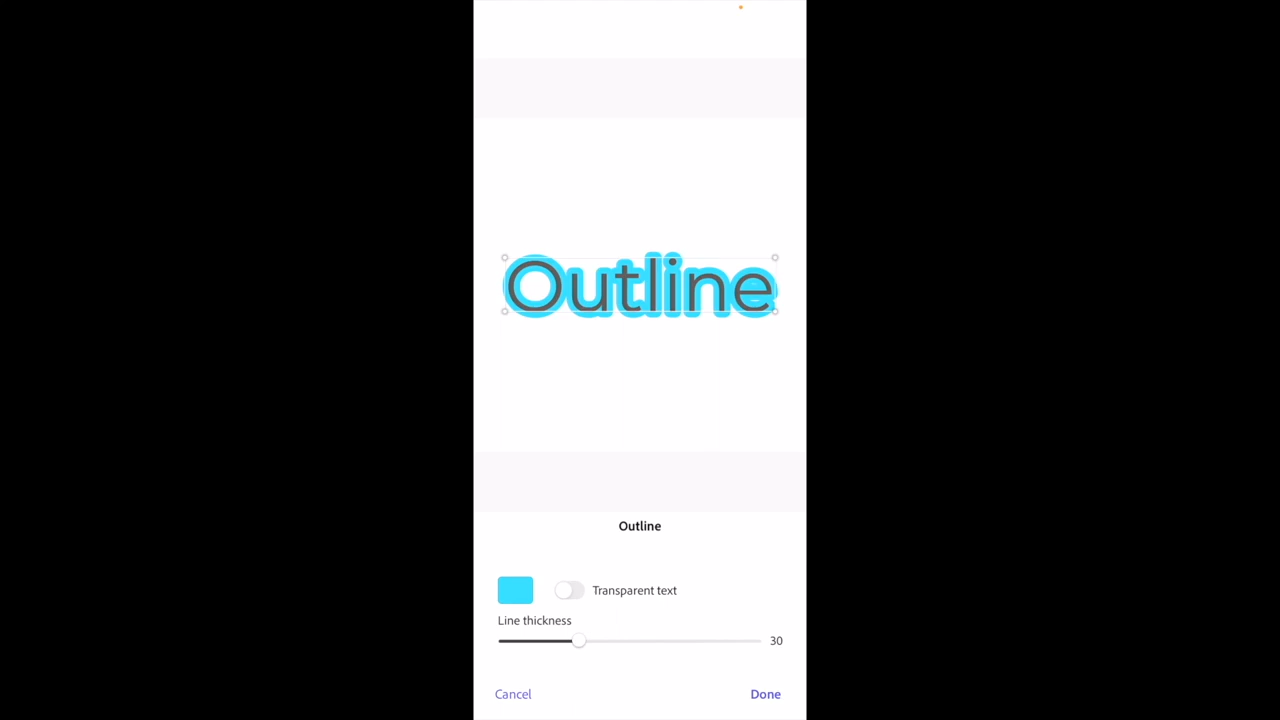 Outline
Outline
Transparent text
Line thickness
30
Cancel
Done